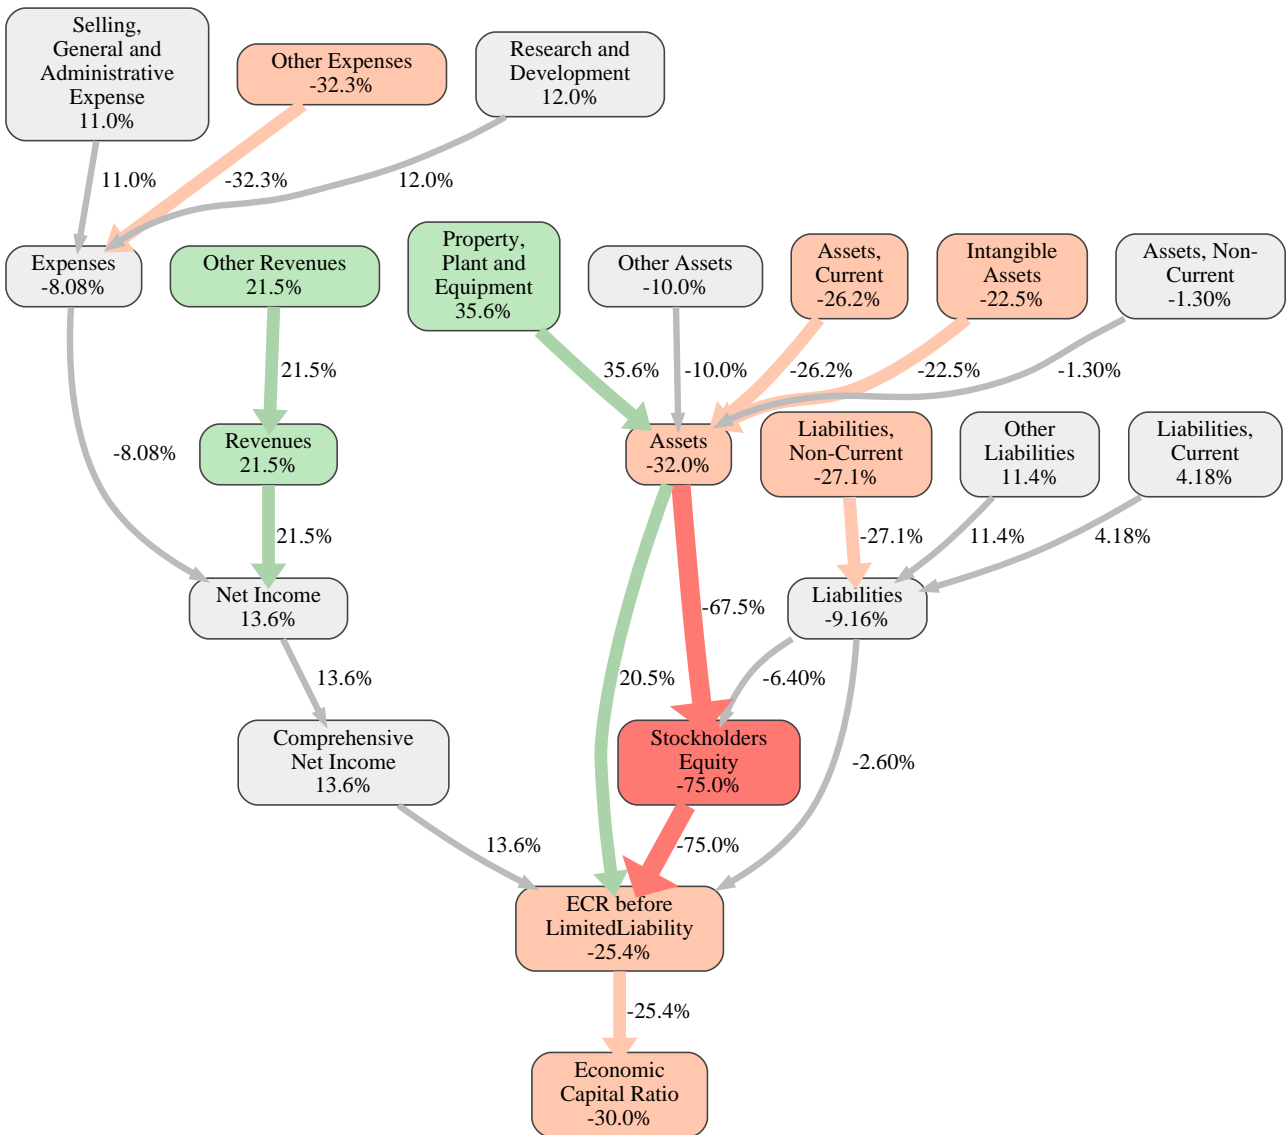 Selling,
General and
Administrative
Expense
11.0%
Other Expenses
-32.3%
Research and
Development
12.0%
11.0%
-32.3%
12.0%
Expenses
-8.08%
Other Revenues
21.5%
Property,
Plant and
Equipment
35.6%
Other Assets
-10.0%
Assets,
Current
-26.2%
Intangible
Assets
-22.5%
Assets, Non-
Current
-1.30%
21.5%
35.6%
-10.0%
-26.2%
-22.5%
-1.30%
-8.08%
Revenues
21.5%
Assets
-32.0%
Liabilities,
Non-Current
-27.1%
Other
Liabilities
11.4%
Liabilities,
Current
4.18%
21.5%
-27.1%
11.4%
4.18%
Net Income
13.6%
-67.5%
Liabilities
-9.16%
13.6%
20.5%
-6.40%
Comprehensive
Net Income
13.6%
Stockholders
Equity
-75.0%
-2.60%
13.6%
-75.0%
ECR before
LimitedLiability
-25.4%
-25.4%
Economic
Capital Ratio
-30.0%